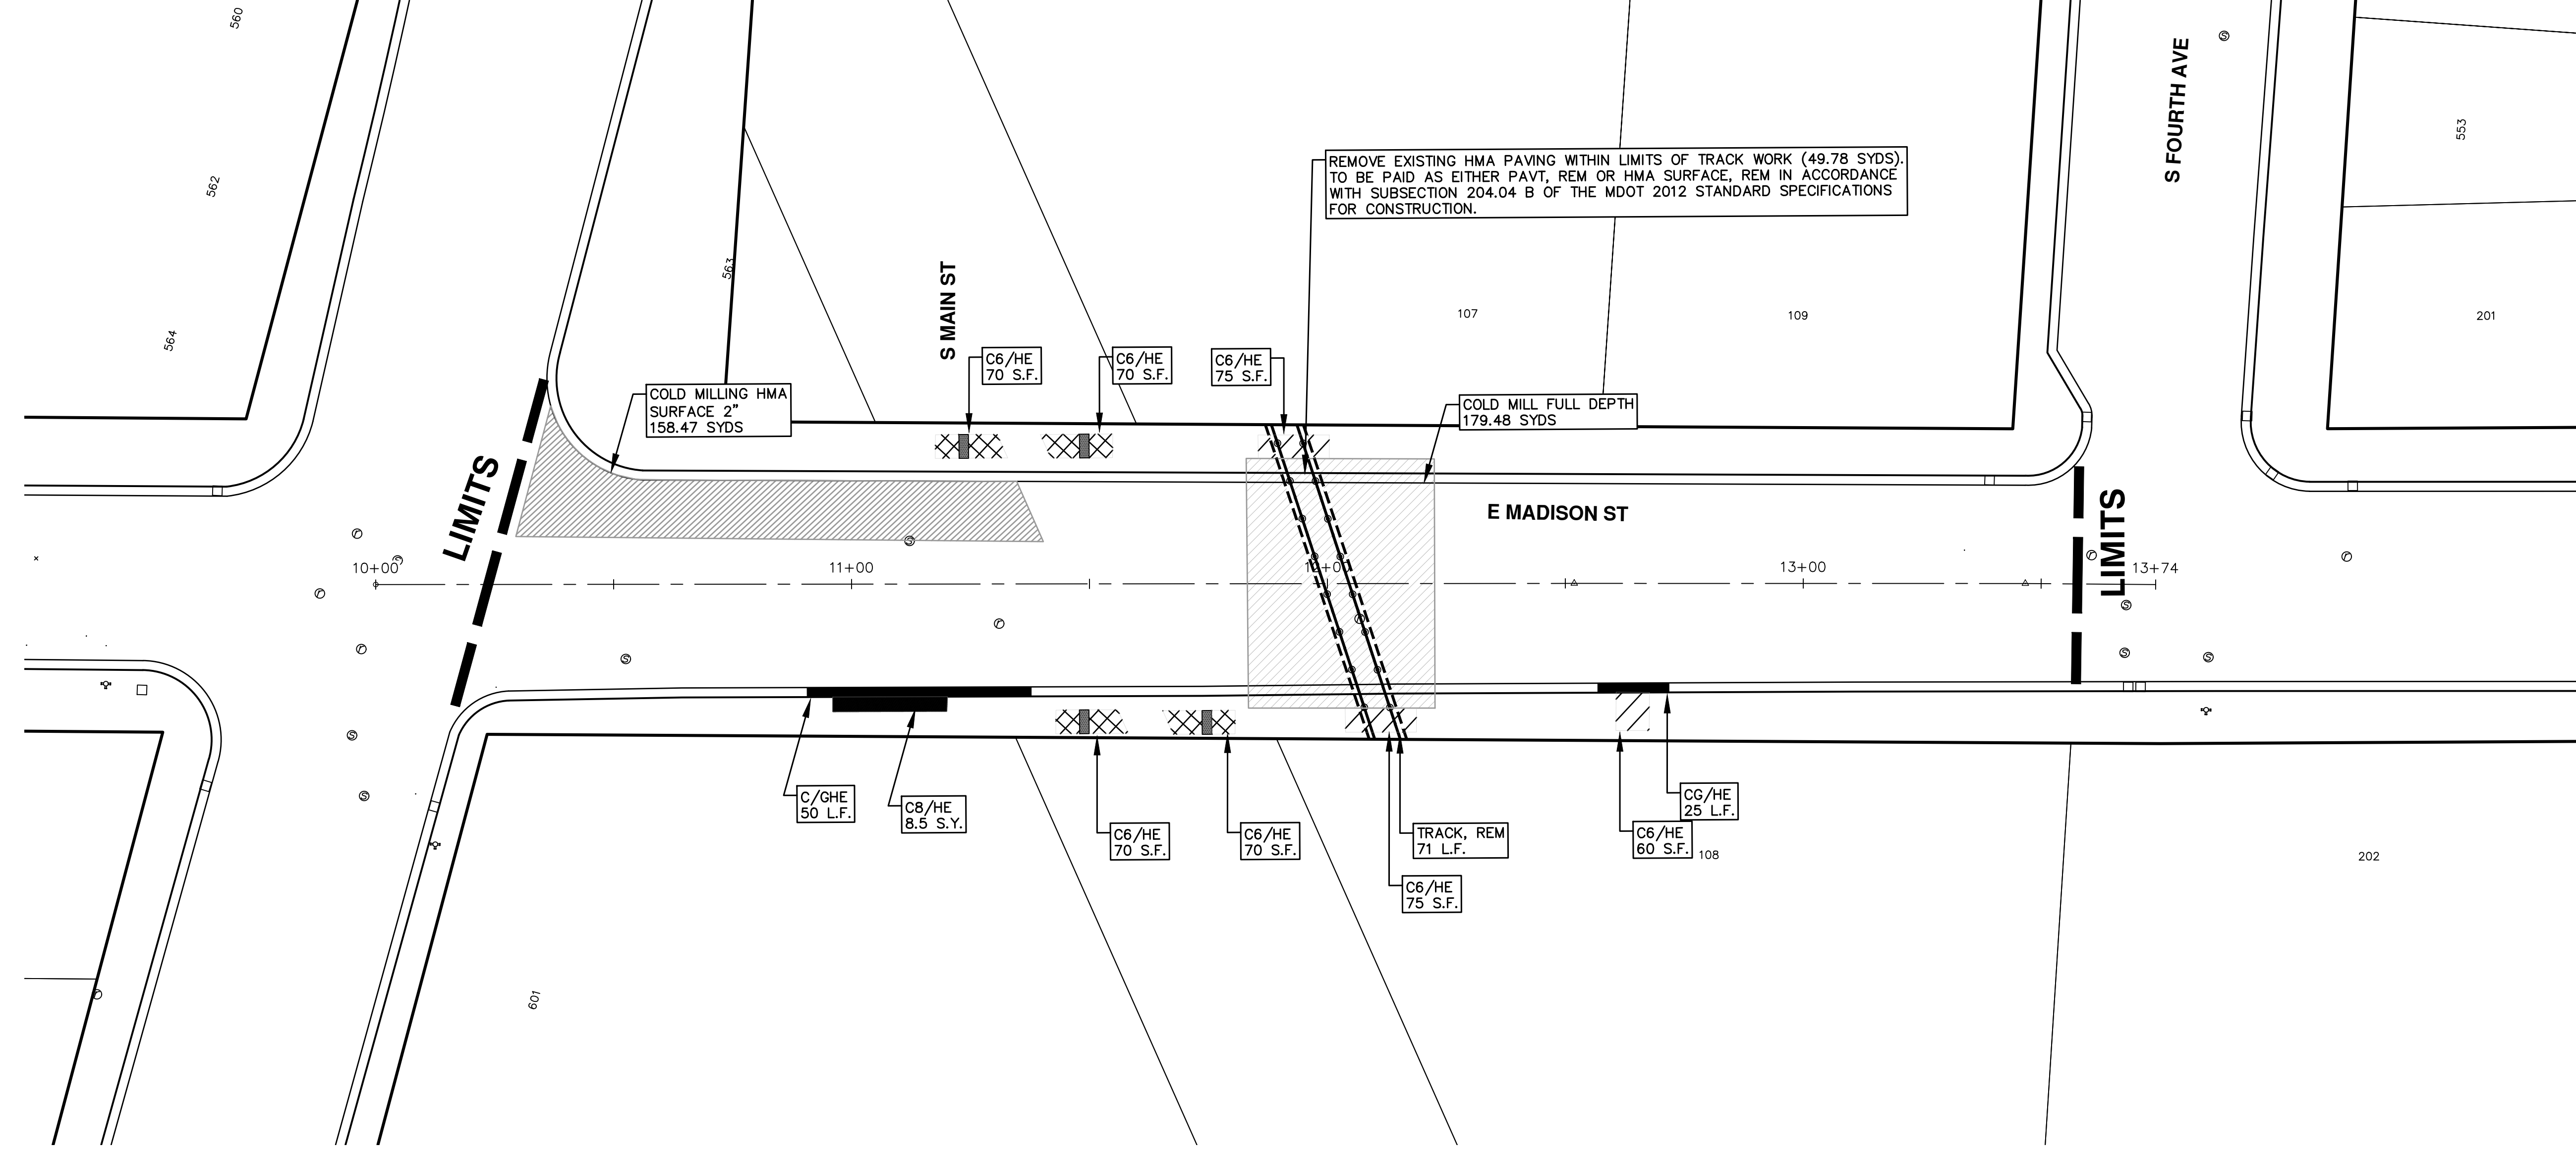 560
562
564
563
S FOURTH AVE
553
REMOVE EXISTING HMA PAVING WITHIN LIMITS OF TRACK WORK (49.78 SYDS).
TO BE PAID AS EITHER PAVT, REM OR HMA SURFACE, REM IN ACCORDANCE
WITH SUBSECTION 204.04 B OF THE MDOT 2012 STANDARD SPECIFICATIONS
FOR CONSTRUCTION.
107
109
201
S MAIN ST
C6/HE
70 S.F.
C6/HE
70 S.F.
C6/HE
75 S.F.
COLD MILLING HMA
SURFACE 2"
158.47 SYDS
COLD MILL FULL DEPTH
179.48 SYDS
LIMITS
E MADISON ST
LIMITS
10+00
11+00
12+00
13+00
13+74
C/GHE
50 L.F.
C8/HE
8.5 S.Y.
C6/HE
70 S.F.
C6/HE
70 S.F.
TRACK, REM
71 L.F.
C6/HE
75 S.F.
CG/HE
25 L.F.
C6/HE
60 S.F.
108
202
601